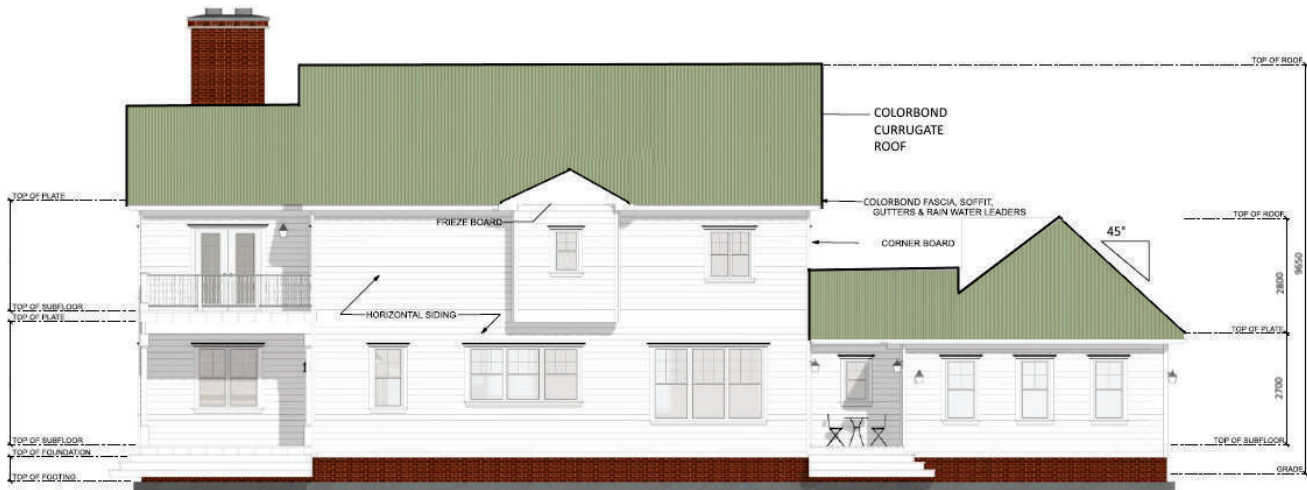 TOP OF ROOF
COLORBOND
CURRUGATE
ROOF
TOP OF PLATE
COLORBOND FASCIA, SOFFIT,
GUTTERS & RAIN WATER LEADERS
FRIEZE BOARD
TOP OF ROOF
CORNER BOARD
45°
2800
9650
TOP OF SUBFLOOR
TOP OF PLATE
HORIZONTAL SIDING
TOP OF PLATE
2700
TOP OF SUBFLOOR
TOP OF SUBFLOOR
TOP OF FOUNDATION
GRADE
TOP OF FOOTING